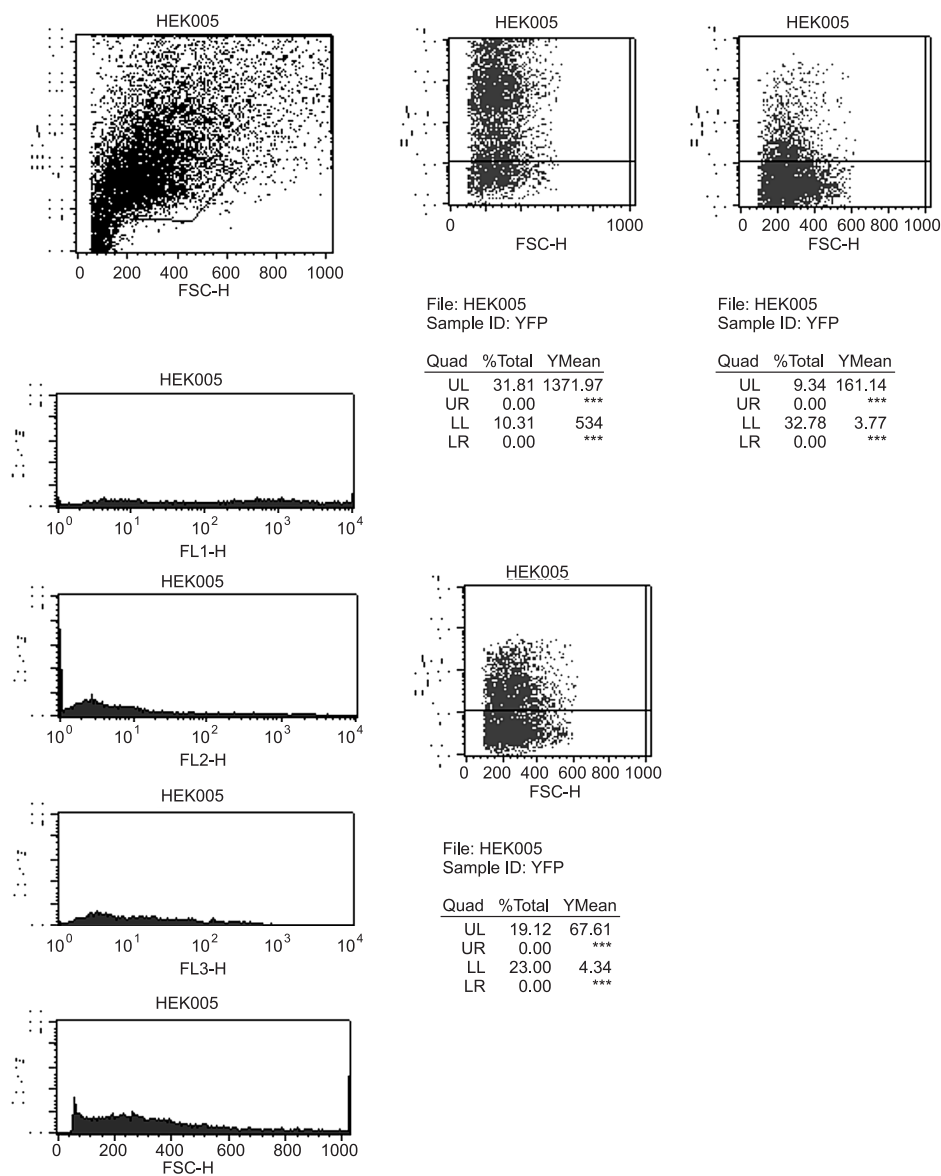 HEK005
0 200 400 600 800 1000
FSC-H
HEK005
0 1000
FSC-H
HEK005
0 200 400 600 800 1000
FSC-H
File: HEK005
Sample ID: YFP
Quad %Total YMean
UL 31.81 1371.97
UR 0.00 ***
LL 10.31 534
LR 0.00 ***
File: HEK005
Sample ID: YFP
Quad %Total YMean
UL 9.34 161.14
UR 0.00 ***
LL 32.78 3.77
LR 0.00 ***
HEK005
10^0 10^1 10^2 10^3 10^4
FL1-H
HEK005
10^0 10^1 10^2 10^3 10^4
FL2-H
HEK005
0 200 400 600 800 1000
FSC-H
HEK005
10^0 10^1 10^2 10^3 10^4
FL3-H
File: HEK005
Sample ID: YFP
Quad %Total YMean
UL 19.12 67.61
UR 0.00 ***
LL 23.00 4.34
LR 0.00 ***
HEK005
0 200 400 600 800 1000
FSC-H